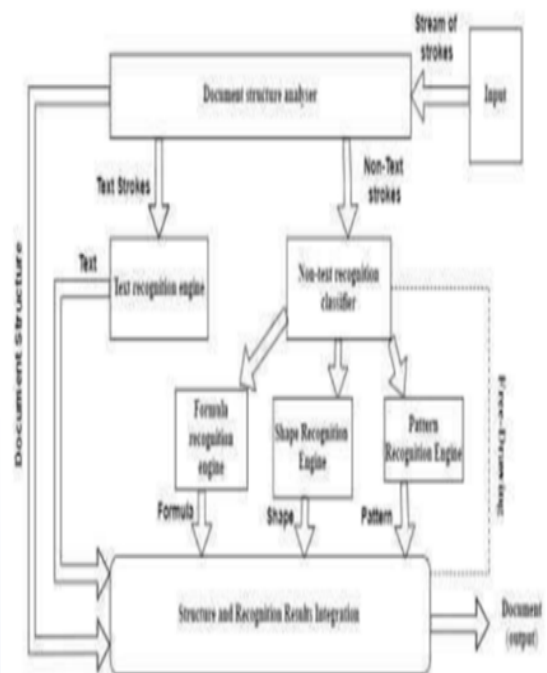 Stream of
strokes
Input
Document structure analyser
Text Strokes
Non-Text
strokes
Document Structure
Text
Text recognition engine
Non-text recognition
classifier
Free-Drawing
Formula
recognition
engine
Shape Recognition
Engine
Pattern
Recognition Engine
Formula
Shape
Pattern
Structure and Recognition Results Integration
Document
(output)